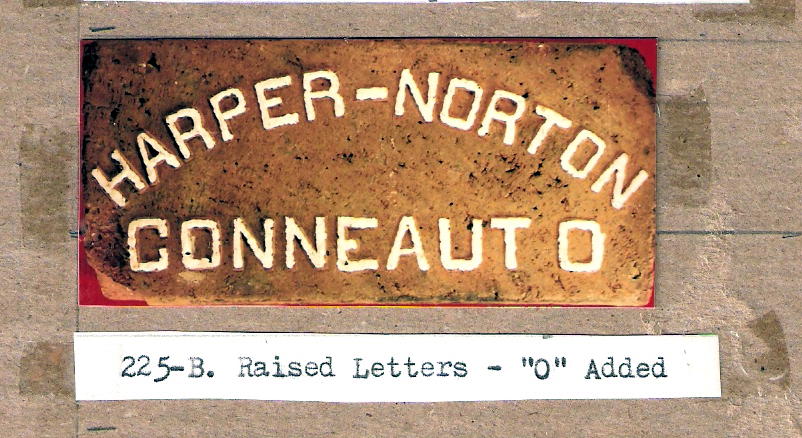 HARPER-NORTON
CONNEAUT O
225-B. Raised Letters - "O" Added